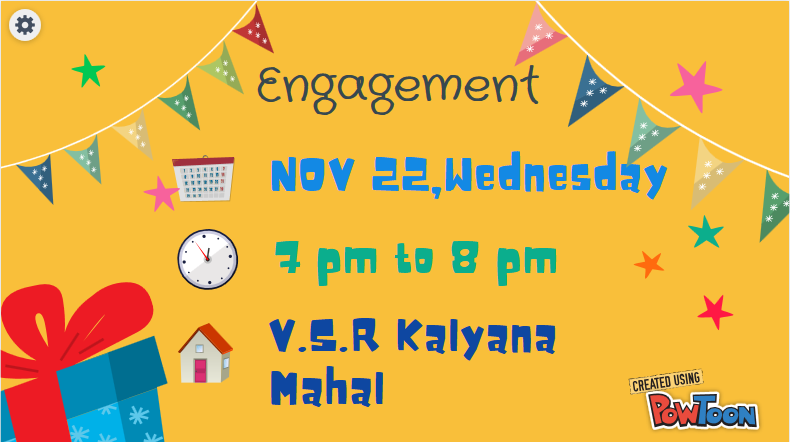 Engagement
NOV 22,Wednesday
7 pm to 8 pm
V.S.R Kalyana
Mahal
CREATED USING
POWTOON